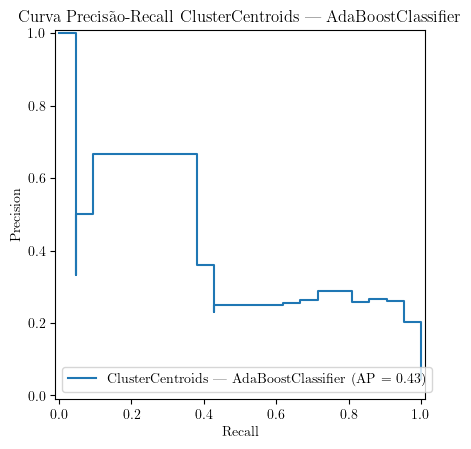 Curva Precisão-Recall ClusterCentroids — AdaBoostClassifier
1.0
0.8
0.6
0.4
0.2
0.0
Precision
ClusterCentroids — AdaBoostClassifier (AP = 0.43)
0.0 0.2 0.4 0.6 0.8 1.0
Recall